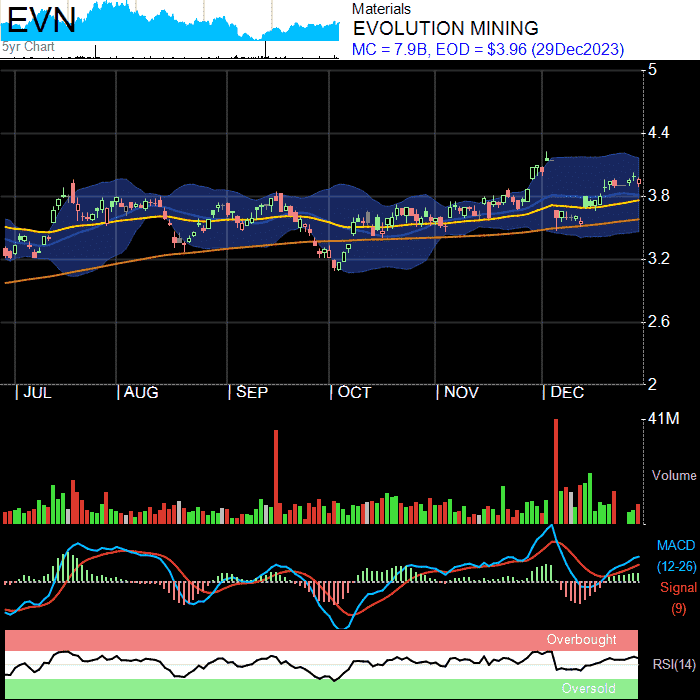 EVN
5yr Chart
Materials
EVOLUTION MINING
MC = 7.9B, EOD = $3.96 (29Dec2023)
5
4.4
3.8
3.2
2.6
2
JUL AUG SEP OCT NOV DEC
41M
Volume
MACD
(12-26)
Signal
(9)
Overbought
RSI(14)
Oversold